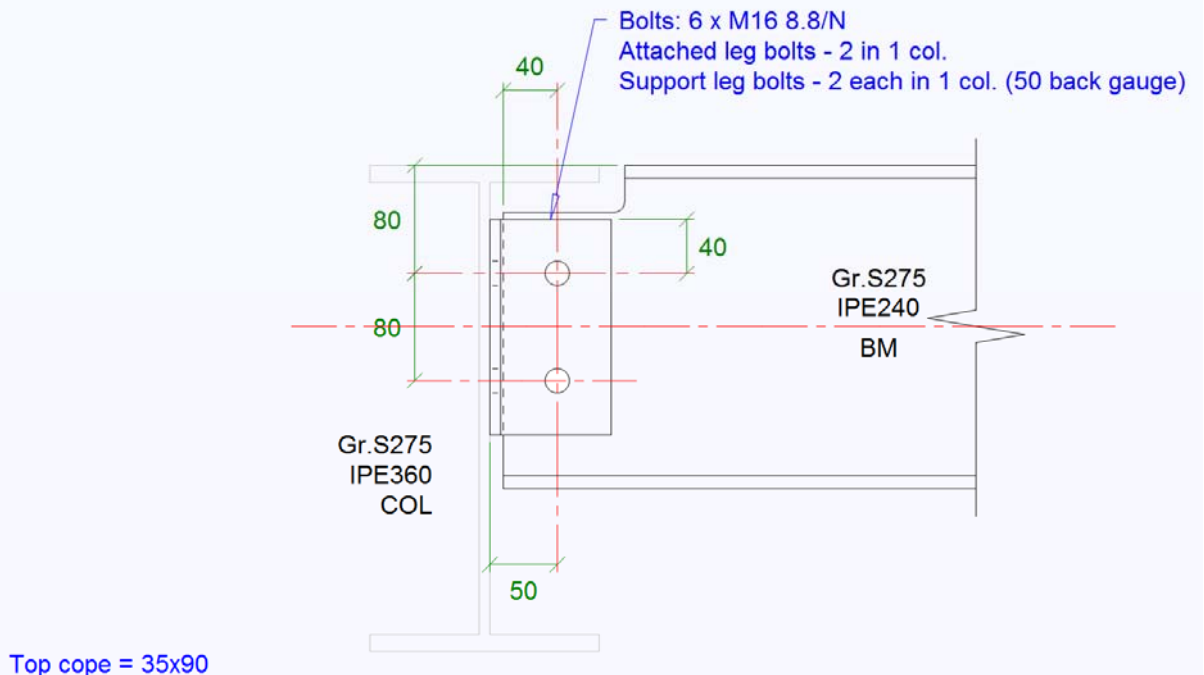 Bolts: 6 x M16 8.8/N
Attached leg bolts - 2 in 1 col.
Support leg bolts - 2 each in 1 col. (50 back gauge)
40
80
40
80
Gr.S275
IPE240
BM
Gr.S275
IPE360
COL
50
Top cope = 35x90